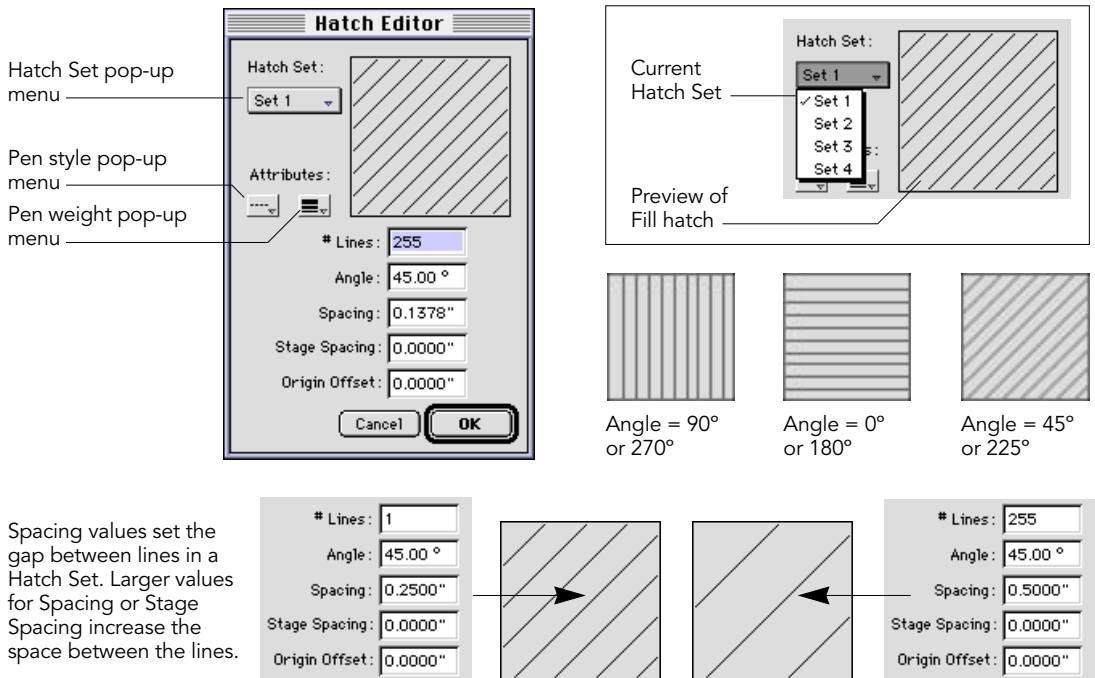 Hatch Editor
Hatch Set pop-up
menu
Hatch Set:
Set 1
Pen style pop-up
menu
Attributes:
Pen weight pop-up
menu
# Lines: 255
Angle: 45.00 °
Spacing: 0.1378"
Stage Spacing: 0.0000"
Origin Offset: 0.0000"
Cancel OK
Current
Hatch Set
Hatch Set:
Set 1
✓ Set 1
Set 2
Set 3 s:
Set 4
Preview of
Fill hatch
Angle = 90°
or 270°
Angle = 0°
or 180°
Angle = 45°
or 225°
Spacing values set the
gap between lines in a
Hatch Set. Larger values
for Spacing or Stage
Spacing increase the
space between the lines.
# Lines: 1
Angle: 45.00 °
Spacing: 0.2500"
Stage Spacing: 0.0000"
Origin Offset: 0.0000"
# Lines: 255
Angle: 45.00 °
Spacing: 0.5000"
Stage Spacing: 0.0000"
Origin Offset: 0.0000"